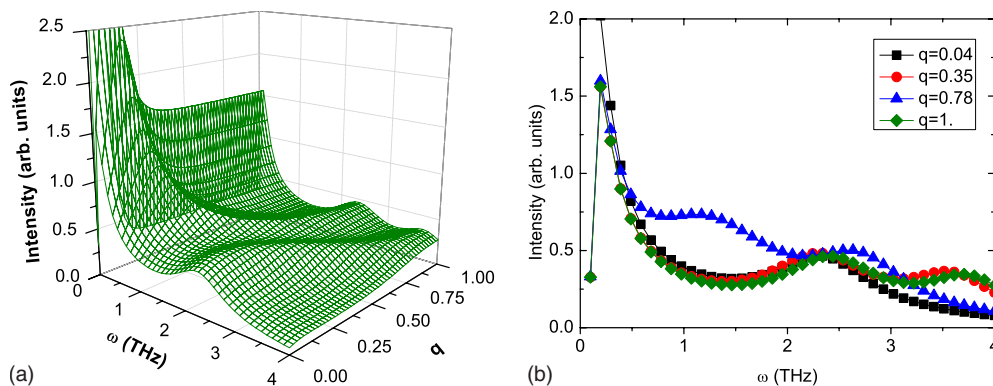 2.5
2.0
1.5
1.0
0.5
0.0
Intensity (arb. units)
0
1
2
3
4
ω (THz)
0.00
0.25
0.50
0.75
1.00
q
(a)
2.0
1.5
1.0
0.5
0.0
Intensity (arb. units)
0
1
2
3
4
ω (THz)
q=0.04
q=0.35
q=0.78
q=1.
(b)